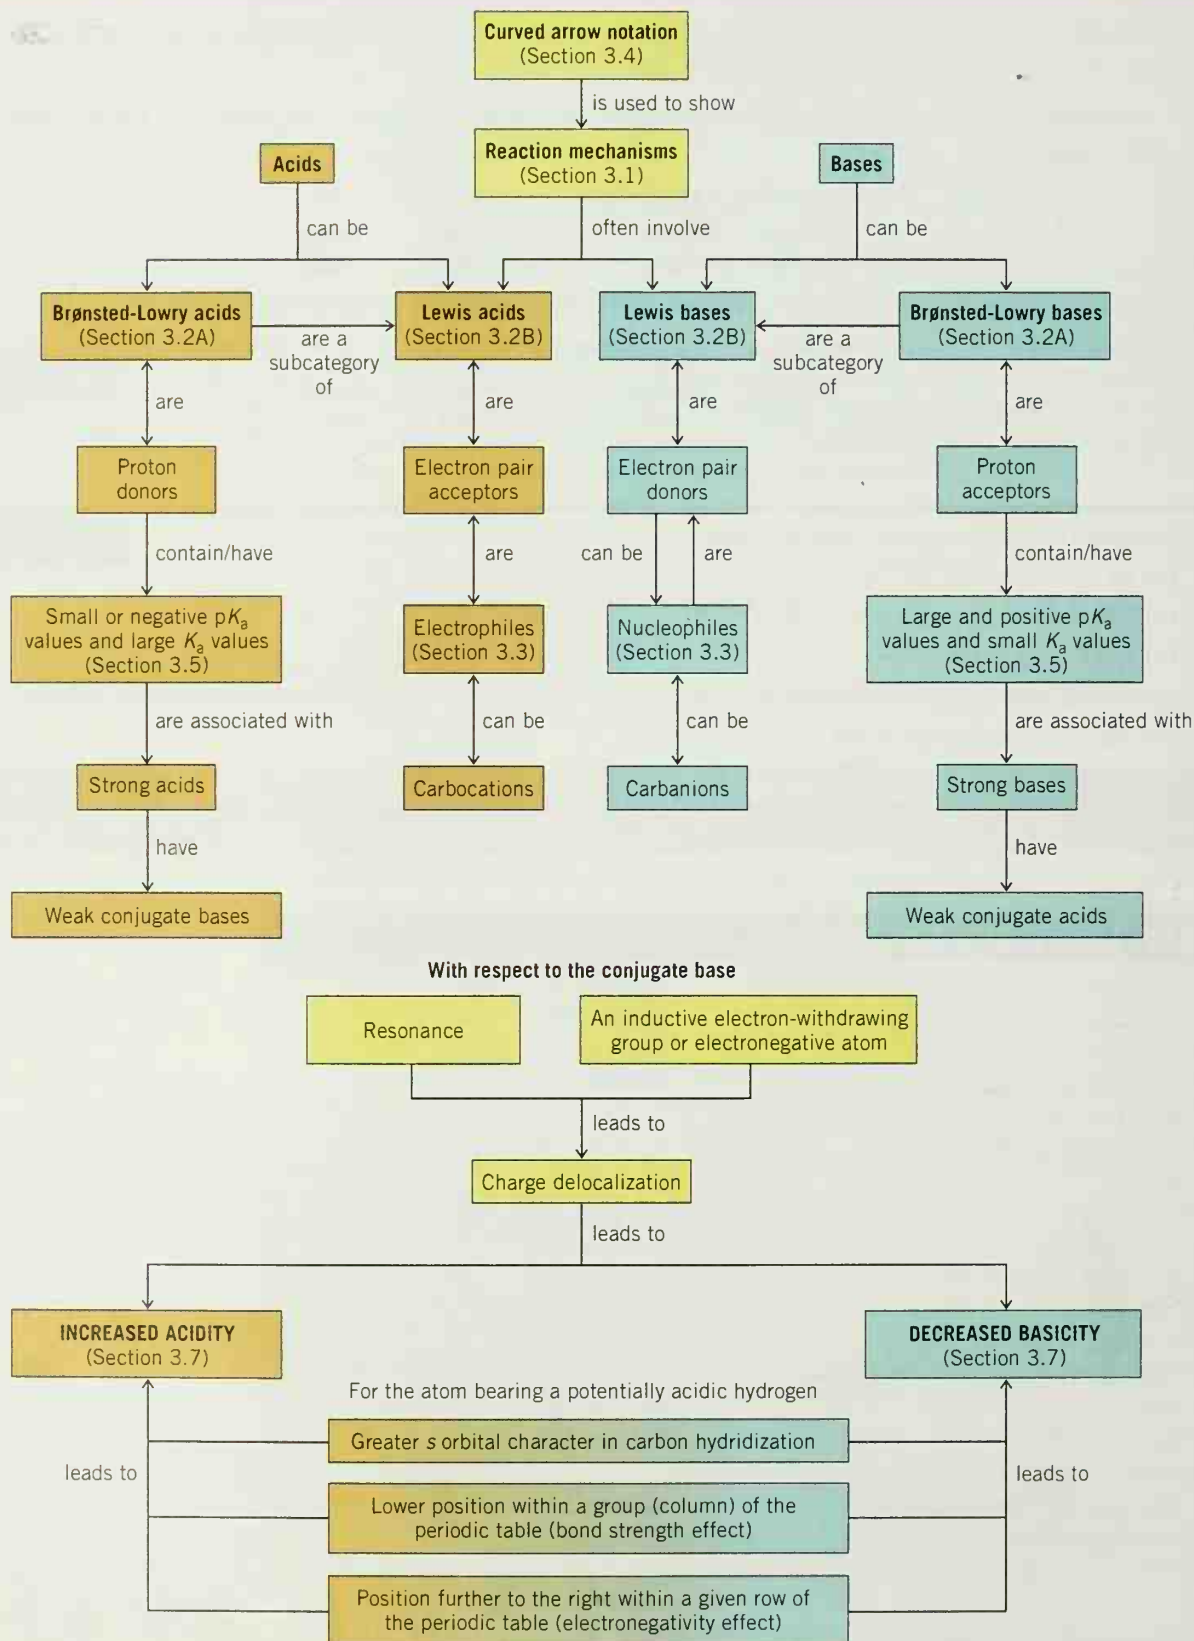 Curved arrow notation
(Section 3.4)
is used to show
Acids
Reaction mechanisms
(Section 3.1)
Bases
can be
often involve
can be
Brønsted-Lowry acids
(Section 3.2A)
are a
subcategory
of
Lewis acids
(Section 3.2B)
Lewis bases
(Section 3.2B)
are a
subcategory
of
Brønsted-Lowry bases
(Section 3.2A)
are
are
are
are
Proton
donors
Electron pair
acceptors
Electron pair
donors
Proton
acceptors
contain/have
are
can be
are
contain/have
Small or negative pKa
values and large Ka values
(Section 3.5)
Electrophiles
(Section 3.3)
Nucleophiles
(Section 3.3)
Large and positive pKa
values and small Ka values
(Section 3.5)
are associated with
can be
can be
are associated with
Strong acids
Carbocations
Carbanions
Strong bases
have
have
Weak conjugate bases
Weak conjugate acids
With respect to the conjugate base
Resonance
An inductive electron-withdrawing
group or electronegative atom
leads to
Charge delocalization
leads to
INCREASED ACIDITY
(Section 3.7)
DECREASED BASICITY
(Section 3.7)
For the atom bearing a potentially acidic hydrogen
Greater s orbital character in carbon hydridization
leads to
leads to
Lower position within a group (column) of the
periodic table (bond strength effect)
Position further to the right within a given row of
the periodic table (electronegativity effect)